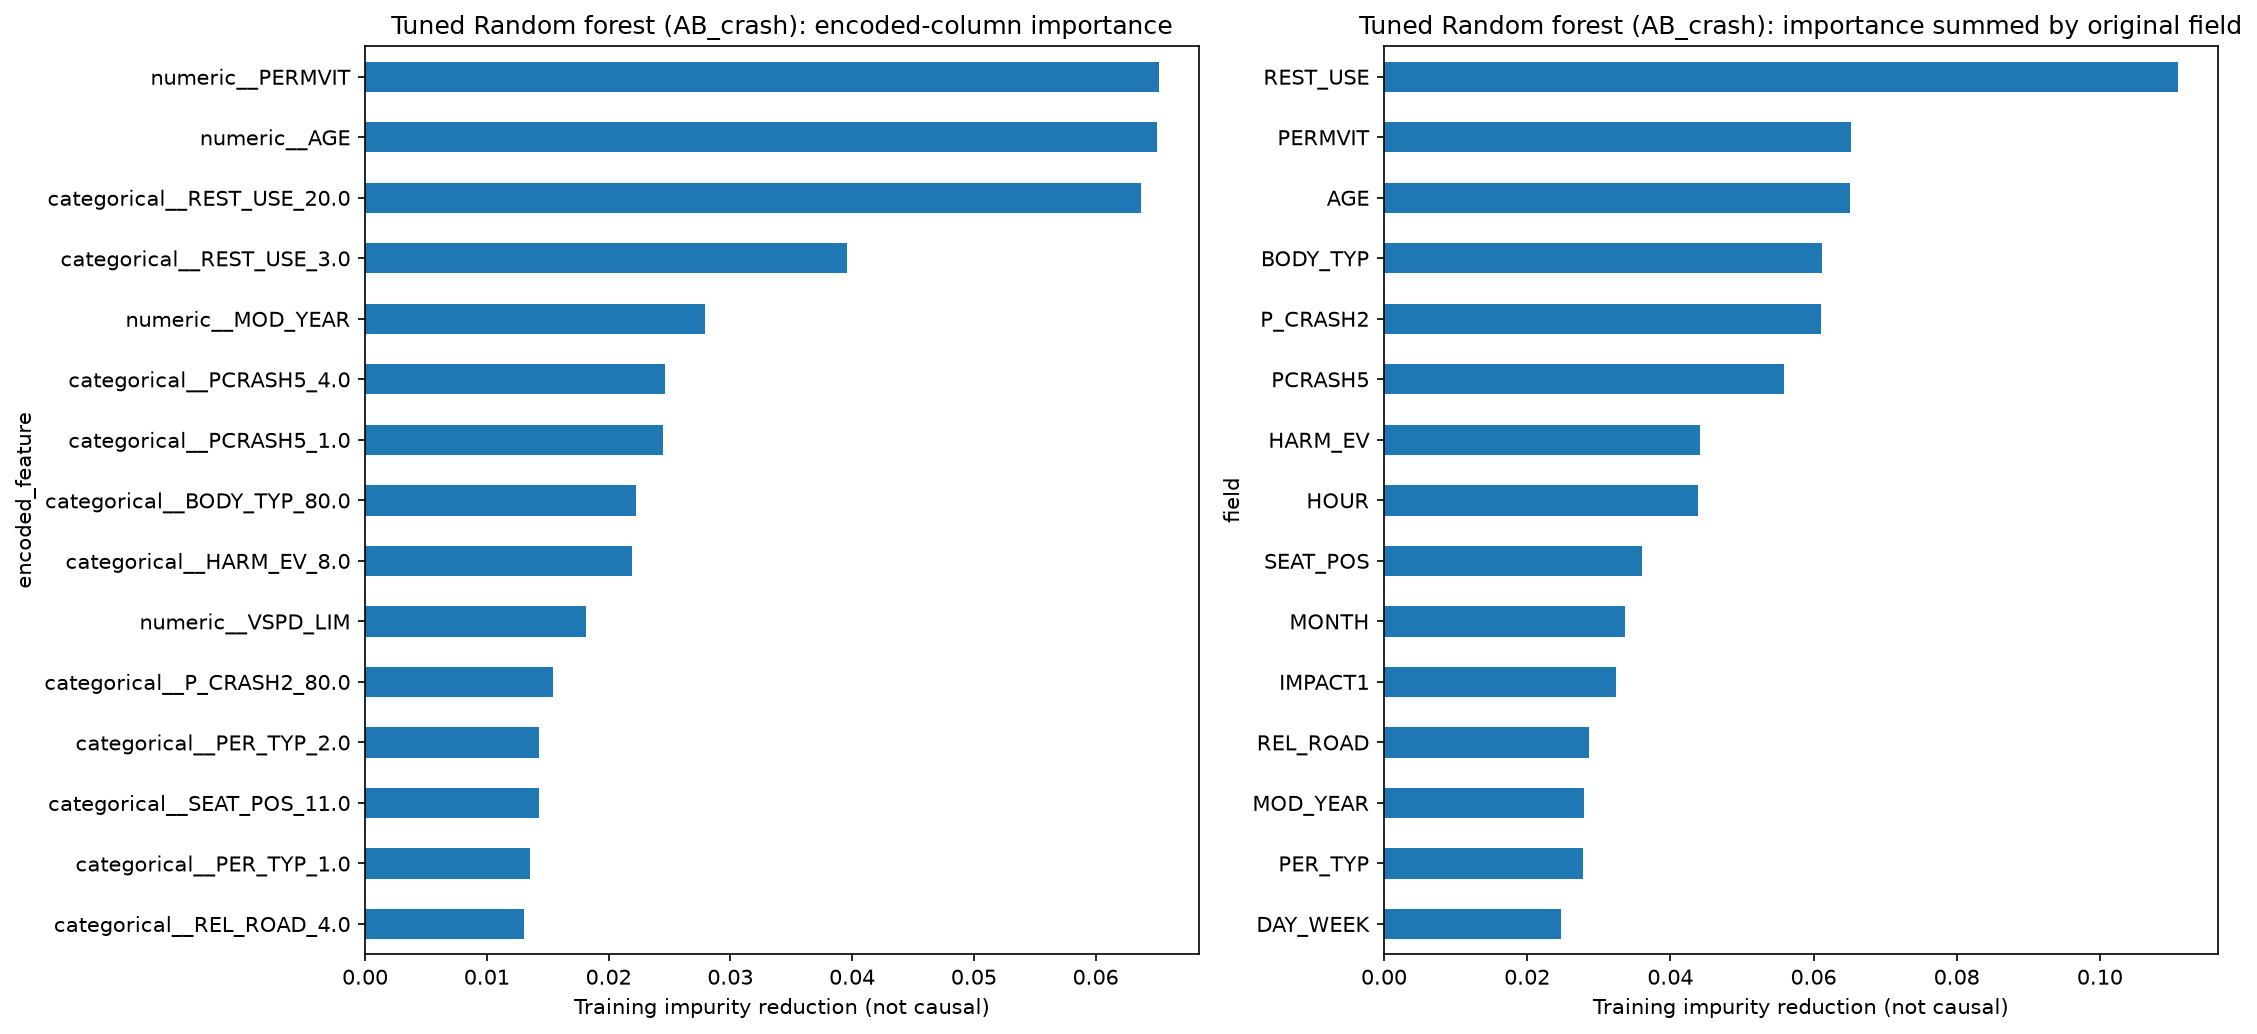 Tuned Random forest (AB_crash): encoded-column importance
encoded_feature
numeric__PERMVIT
numeric__AGE
categorical__REST_USE_20.0
categorical__REST_USE_3.0
numeric__MOD_YEAR
categorical__PCRASH5_4.0
categorical__PCRASH5_1.0
categorical__BODY_TYP_80.0
categorical__HARM_EV_8.0
numeric__VSPD_LIM
categorical__P_CRASH2_80.0
categorical__PER_TYP_2.0
categorical__SEAT_POS_11.0
categorical__PER_TYP_1.0
categorical__REL_ROAD_4.0
0.00 0.01 0.02 0.03 0.04 0.05 0.06
Training impurity reduction (not causal)
Tuned Random forest (AB_crash): importance summed by original field
field
REST_USE
PERMVIT
AGE
BODY_TYP
P_CRASH2
PCRASH5
HARM_EV
HOUR
SEAT_POS
MONTH
IMPACT1
REL_ROAD
MOD_YEAR
PER_TYP
DAY_WEEK
0.00 0.02 0.04 0.06 0.08 0.10
Training impurity reduction (not causal)